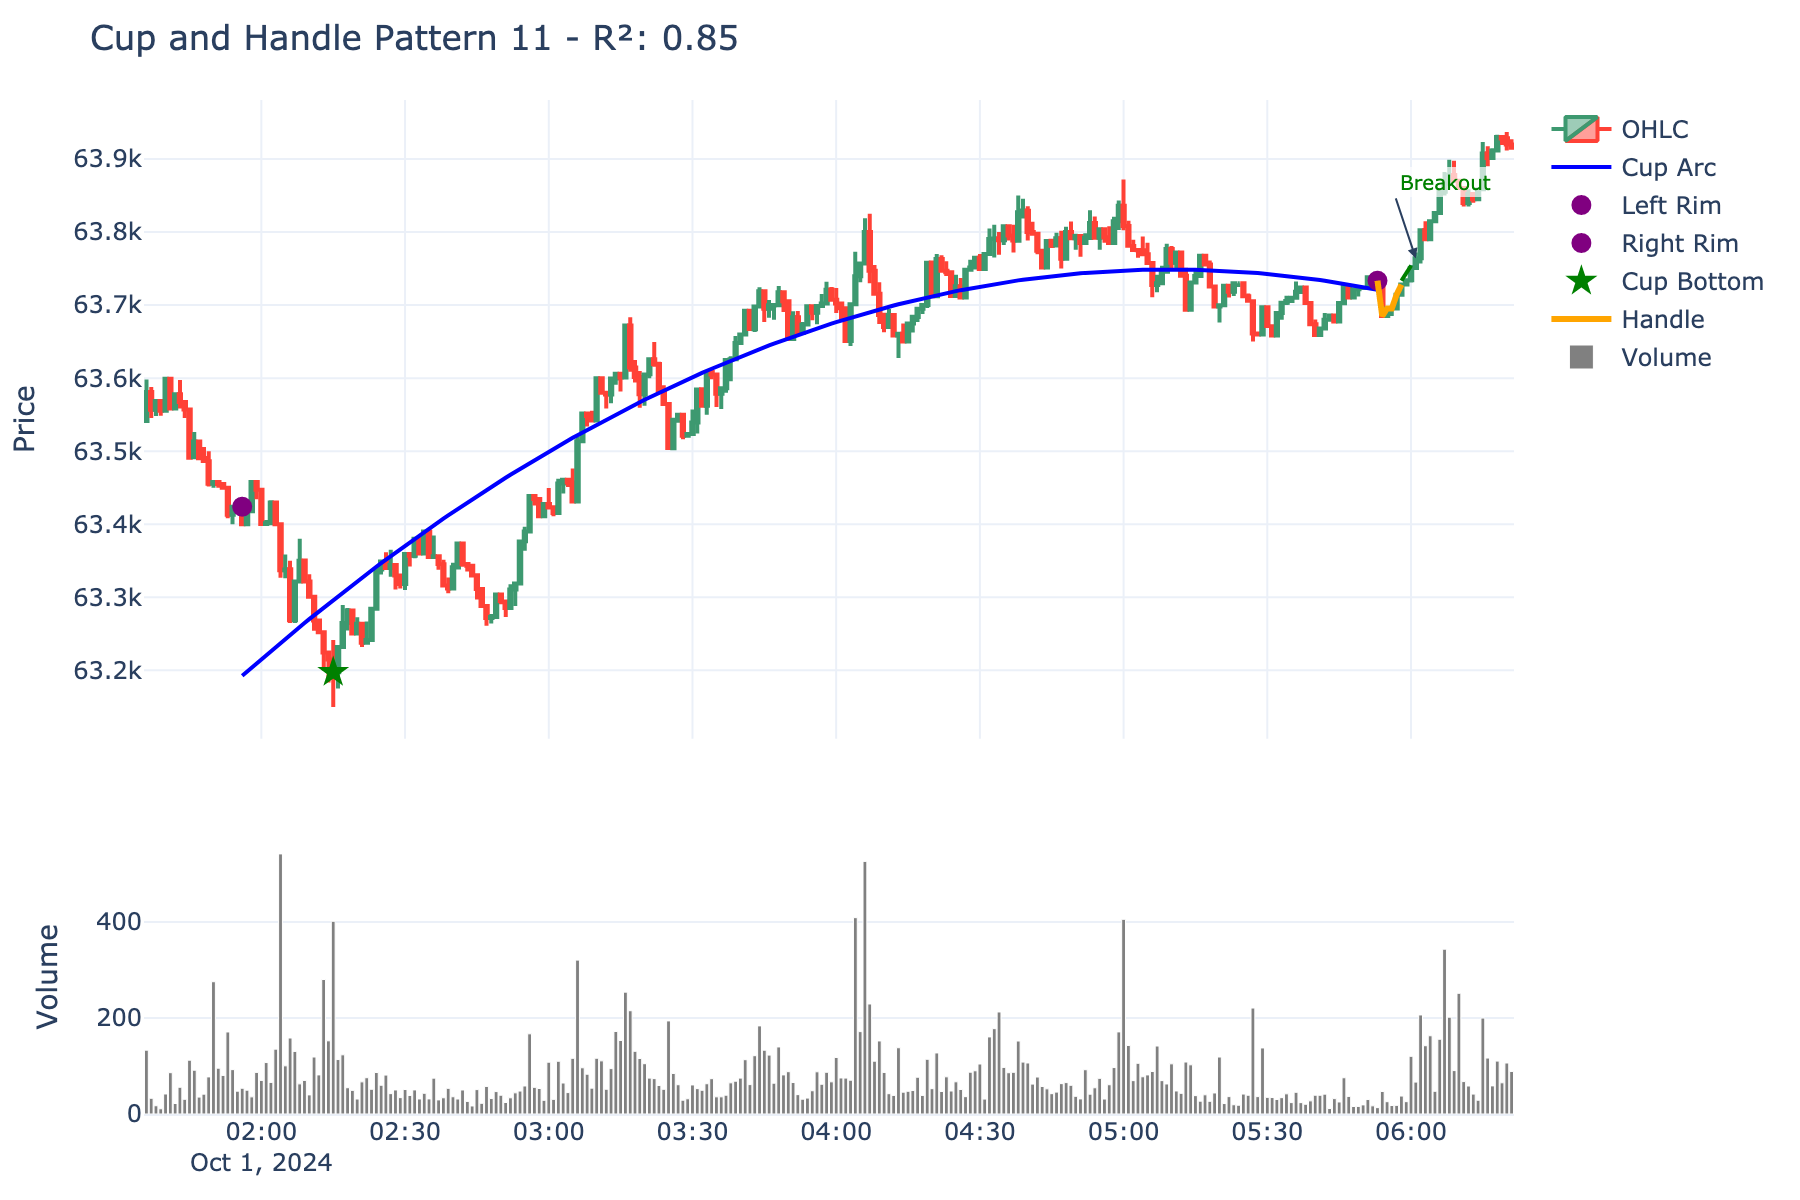 Cup and Handle Pattern 11 - R²: 0.85
OHLC
Cup Arc
Left Rim
Right Rim
Cup Bottom
Handle
Volume
Breakout
Price
63.9k
63.8k
63.7k
63.6k
63.5k
63.4k
63.3k
63.2k
Volume
400
200
0
02:00 02:30 03:00 03:30 04:00 04:30 05:00 05:30 06:00
Oct 1, 2024